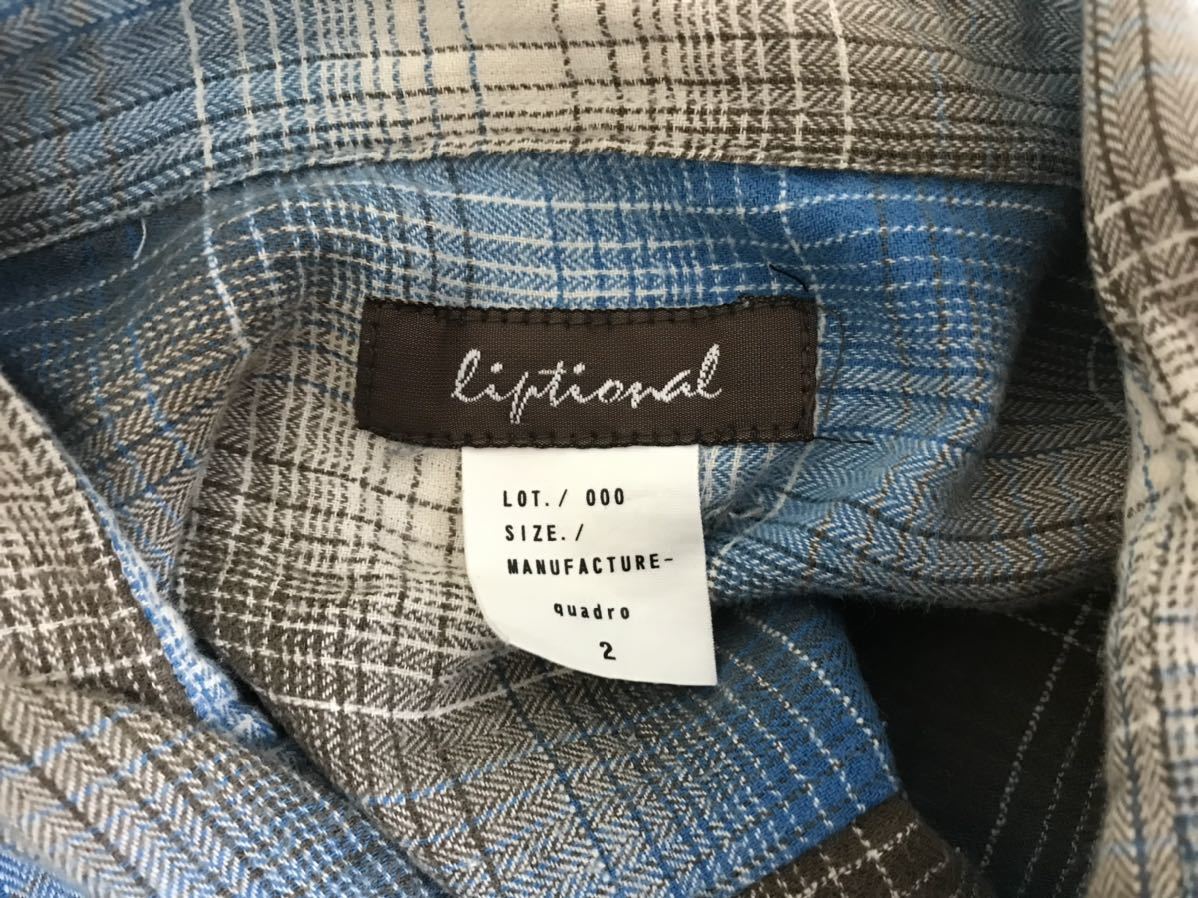 liptional
LOT./ 000
SIZE./
MANUFACTURE-
quadro
2